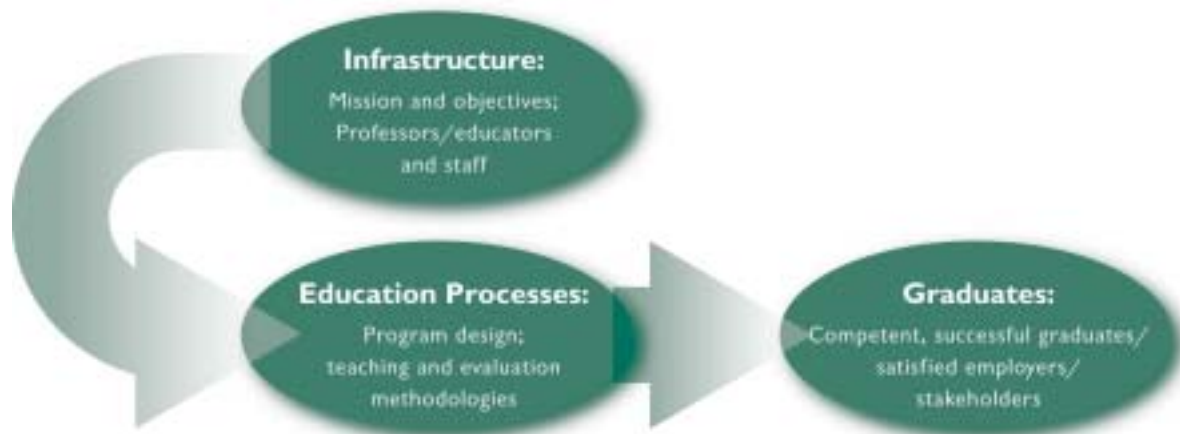 Infrastructure:
Mission and objectives;
Professors/educators
and staff
Education Processes:
Program design;
teaching and evaluation
methodologies
Graduates:
Competent, successful graduates/
satisfied employers/
stakeholders